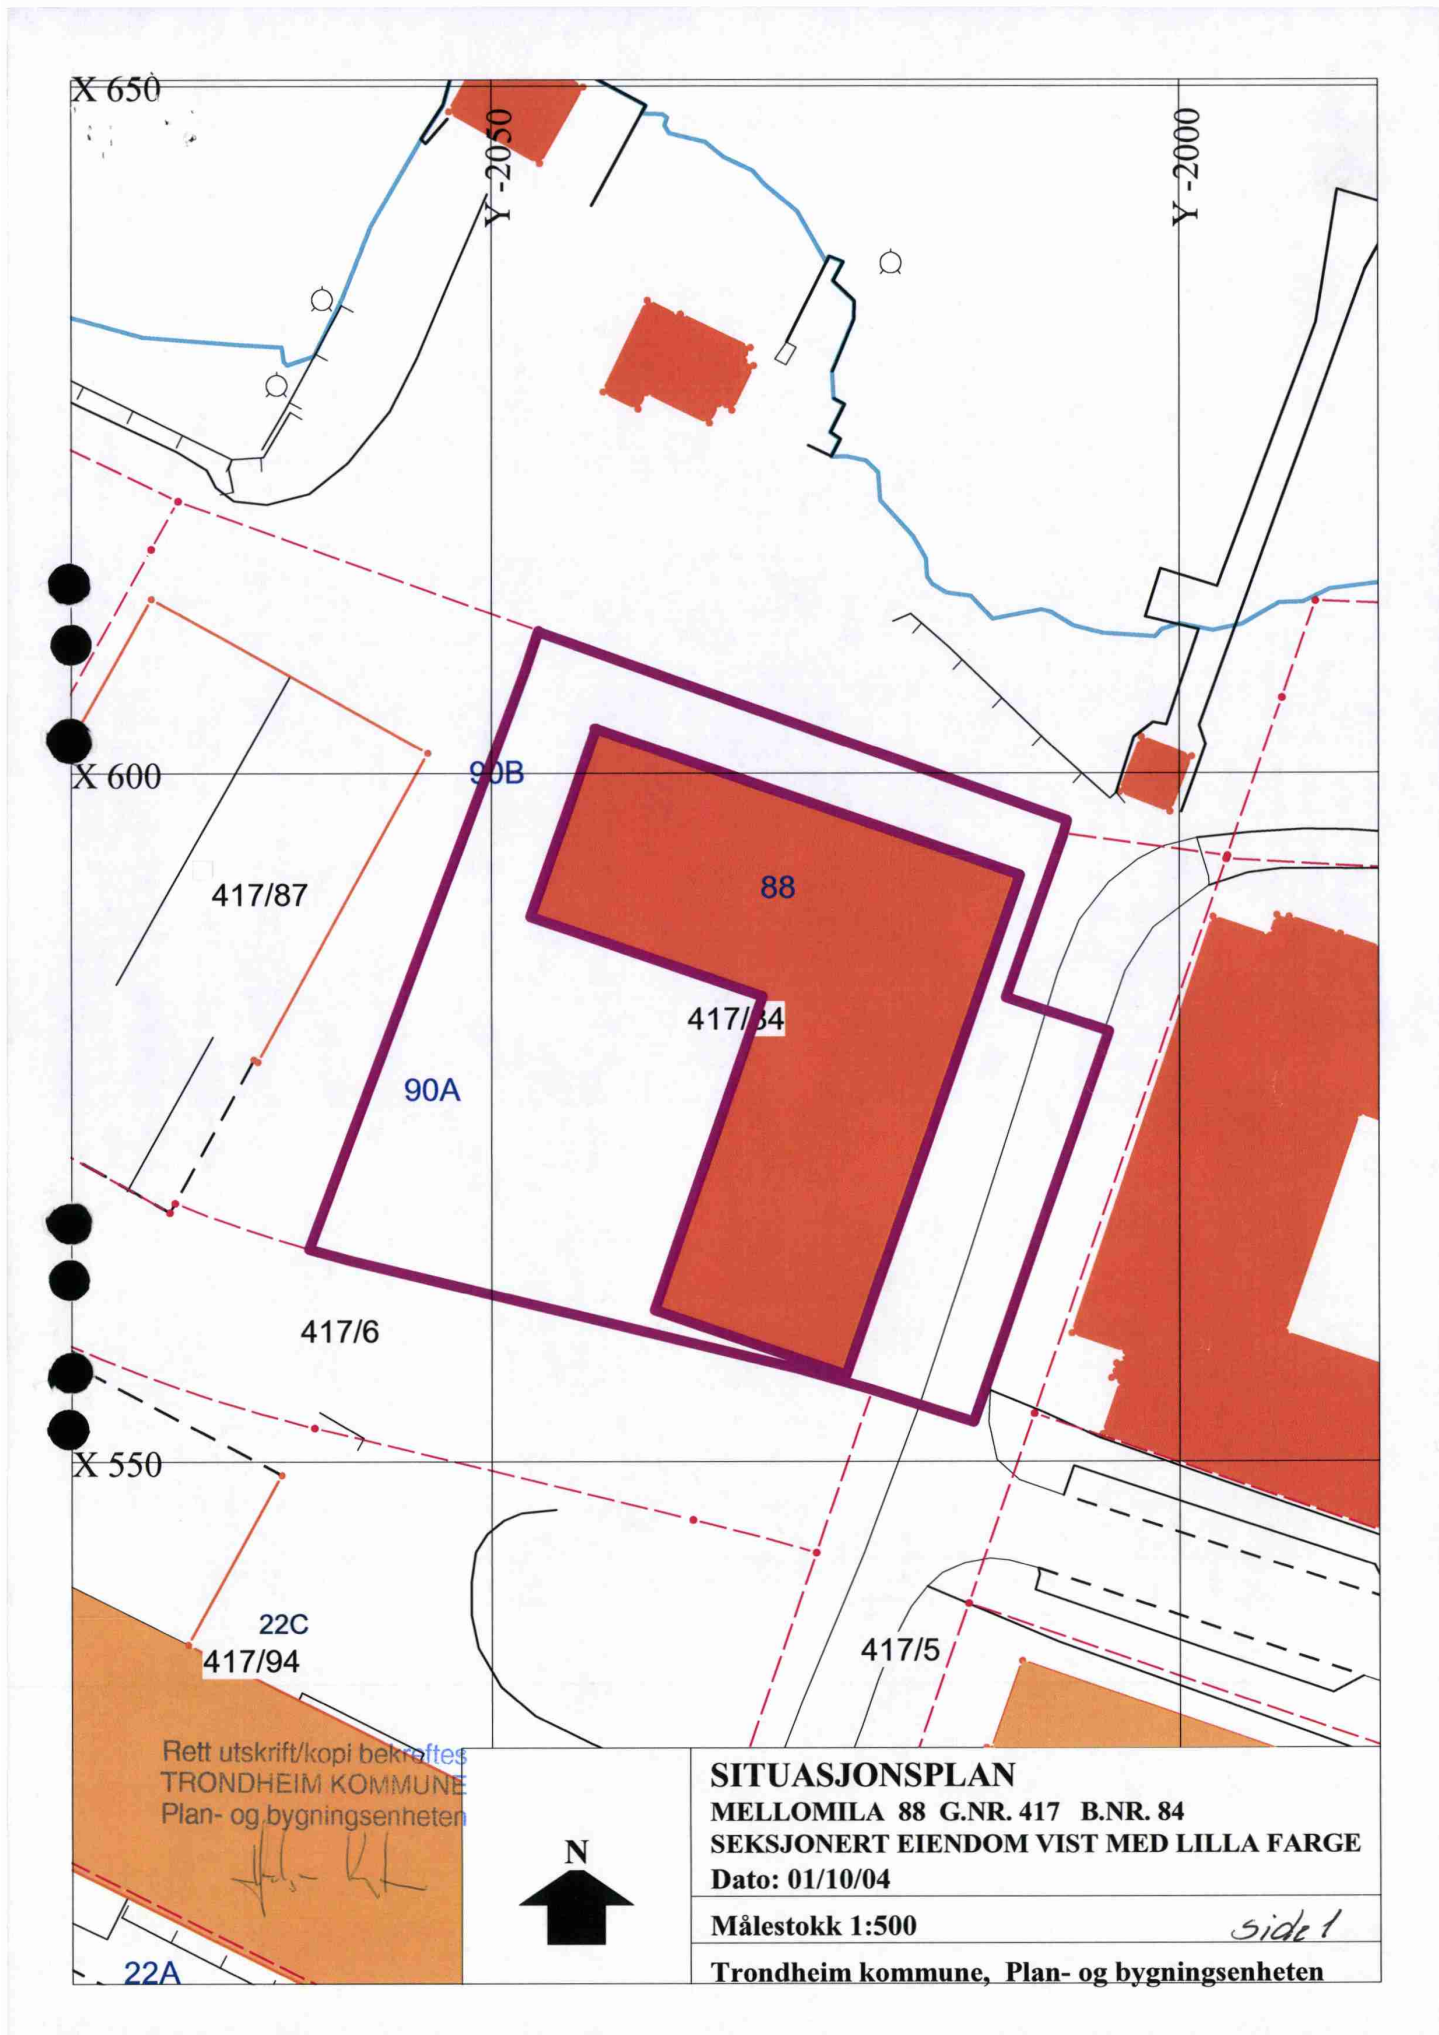 X 650
Y -2050
Y -2000
X 600
90B
88
417/87
417/84
90A
417/6
X 550
22C
417/94
417/5
Rett utskrift/kopi bekreftes
TRONDHEIM KOMMUNE
Plan- og bygningsenheten
N
SITUASJONSPLAN
MELLOMILA 88 G.NR. 417 B.NR. 84
SEKSJONERT EIENDOM VIST MED LILLA FARGE
Dato: 01/10/04
Målestokk 1:500
side 1
Trondheim kommune, Plan- og bygningsenheten
22A